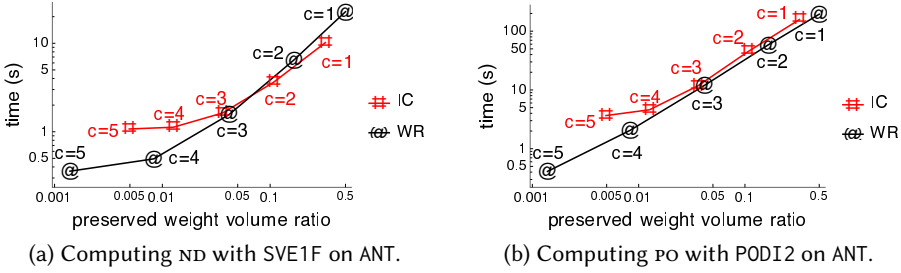 time (s)
10
5
1
0.5
c=1
c=2
c=1
c=3
c=4
c=2
c=5
c=3
c=5
c=4
0.001
0.005 0.01
0.05
0.1
0.5
preserved weight volume ratio
IC
WR
(a) Computing ND with SVE1F on ANT.
time (s)
100
50
10
5
1
0.5
c=1
c=1
c=2
c=2
c=3
c=4
c=3
c=5
c=5
c=4
0.001
0.005 0.01
0.05
0.1
0.5
preserved weight volume ratio
IC
WR
(b) Computing PO with PODI2 on ANT.